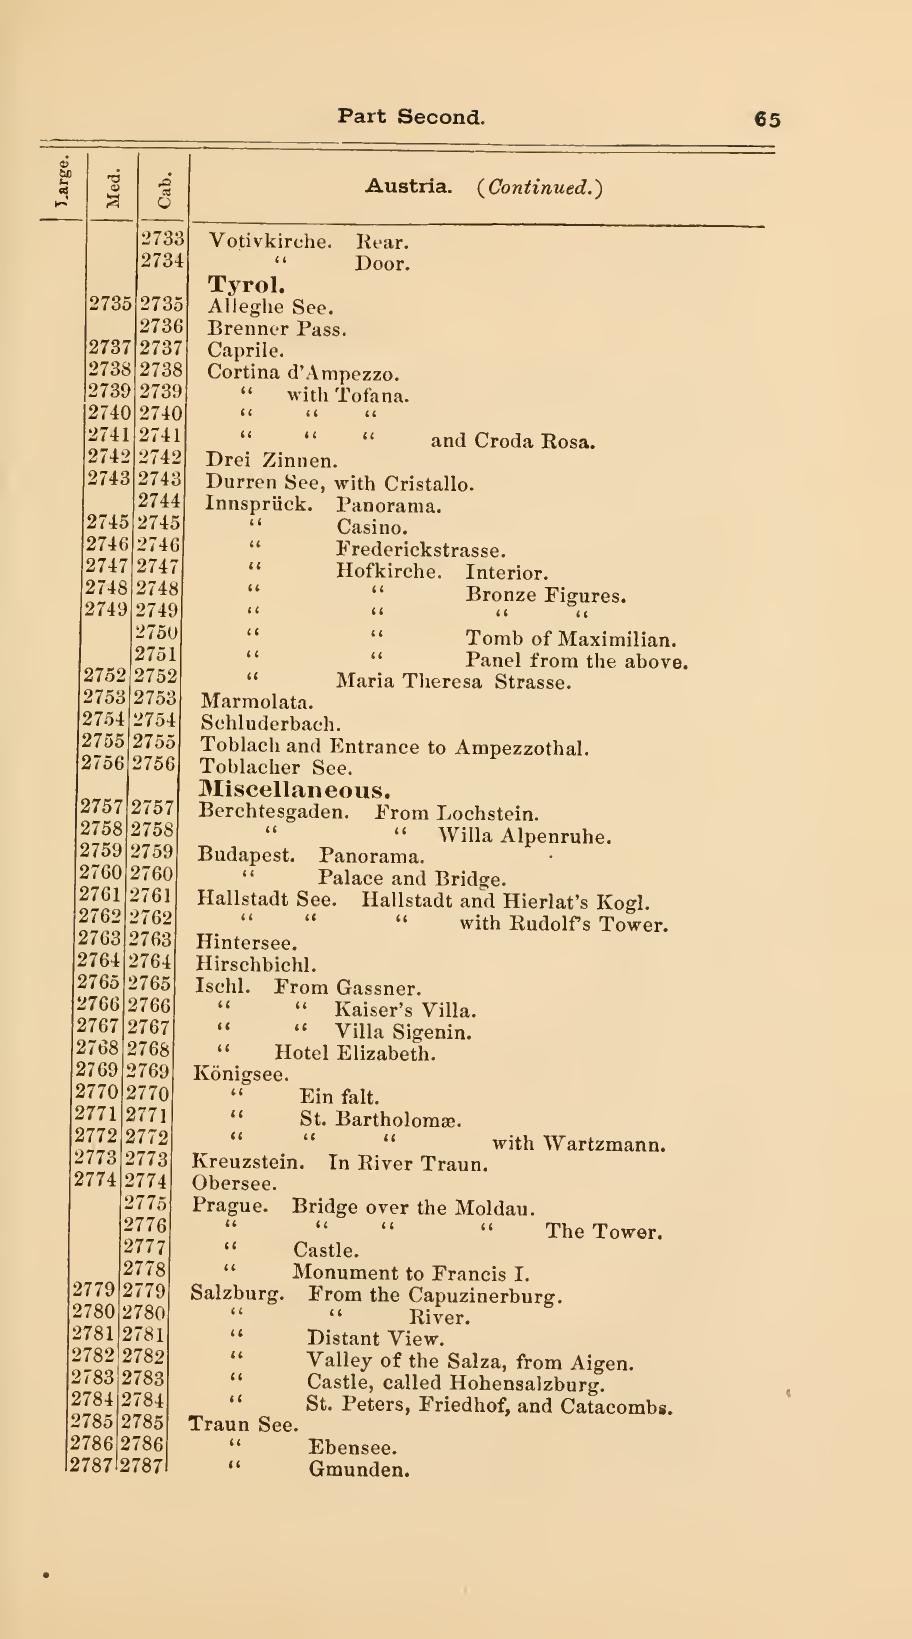 Part Second. 65
Large. Med. Cab. Austria. (Continued.)
2733 Votivkirche. Rear.
2734 “ Door.
Tyrol.
2735 2735 Alleghe See.
2736 Brenner Pass.
2737 2737 Caprile.
2738 2738 Cortina d'Ampezzo.
2739 2739 “ with Tofana.
2740 2740 “ “ “
2741 2741 “ “ “ and Croda Rosa.
2742 2742 Drei Zinnen.
2743 2743 Durren See, with Cristallo.
2744 Innsprück. Panorama.
2745 2745 “ Casino.
2746 2746 “ Frederickstrasse.
2747 2747 “ Hofkirche. Interior.
2748 2748 “ “ Bronze Figures.
2749 2749 “ “ “ “
2750 “ “ Tomb of Maximilian.
2751 “ “ Panel from the above.
2752 2752 “ Maria Theresa Strasse.
2753 2753 Marmolata.
2754 2754 Schluderbach.
2755 2755 Toblach and Entrance to Ampezzothal.
2756 2756 Toblacher See.
Miscellaneous.
2757 2757 Berchtesgaden. From Lochstein.
2758 2758 “ “ Willa Alpenruhe.
2759 2759 Budapest. Panorama.
2760 2760 “ Palace and Bridge.
2761 2761 Hallstadt See. Hallstadt and Hierlat's Kogl.
2762 2762 “ “ “ with Rudolf's Tower.
2763 2763 Hintersee.
2764 2764 Hirschbichl.
2765 2765 Ischl. From Gassner.
2766 2766 “ “ Kaiser's Villa.
2767 2767 “ “ Villa Sigenin.
2768 2768 “ Hotel Elizabeth.
2769 2769 Königsee.
2770 2770 “ Ein falt.
2771 2771 “ St. Bartholomæ.
2772 2772 “ “ “ with Wartzmann.
2773 2773 Kreuzstein. In River Traun.
2774 2774 Obersee.
2775 Prague. Bridge over the Moldau.
2776 “ “ “ “ The Tower.
2777 “ Castle.
2778 “ Monument to Francis I.
2779 2779 Salzburg. From the Capuzinerburg.
2780 2780 “ “ River.
2781 2781 “ Distant View.
2782 2782 “ Valley of the Salza, from Aigen.
2783 2783 “ Castle, called Hohensalzburg.
2784 2784 “ St. Peters, Friedhof, and Catacombs.
2785 2785 Traun See.
2786 2786 “ Ebensee.
2787 2787 “ Gmunden.